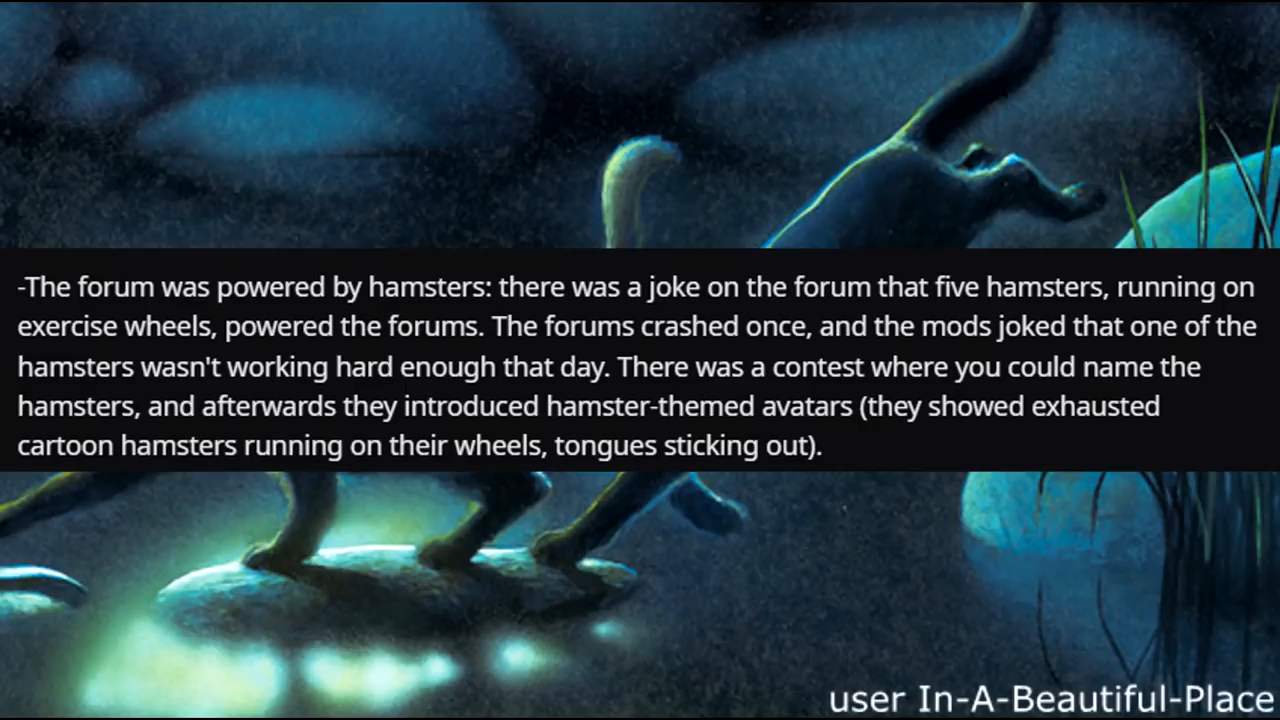 -The forum was powered by hamsters: there was a joke on the forum that five hamsters, running on
exercise wheels, powered the forums. The forums crashed once, and the mods joked that one of the
hamsters wasn't working hard enough that day. There was a contest where you could name the
hamsters, and afterwards they introduced hamster-themed avatars (they showed exhausted
cartoon hamsters running on their wheels, tongues sticking out).
user In-A-Beautiful-Place